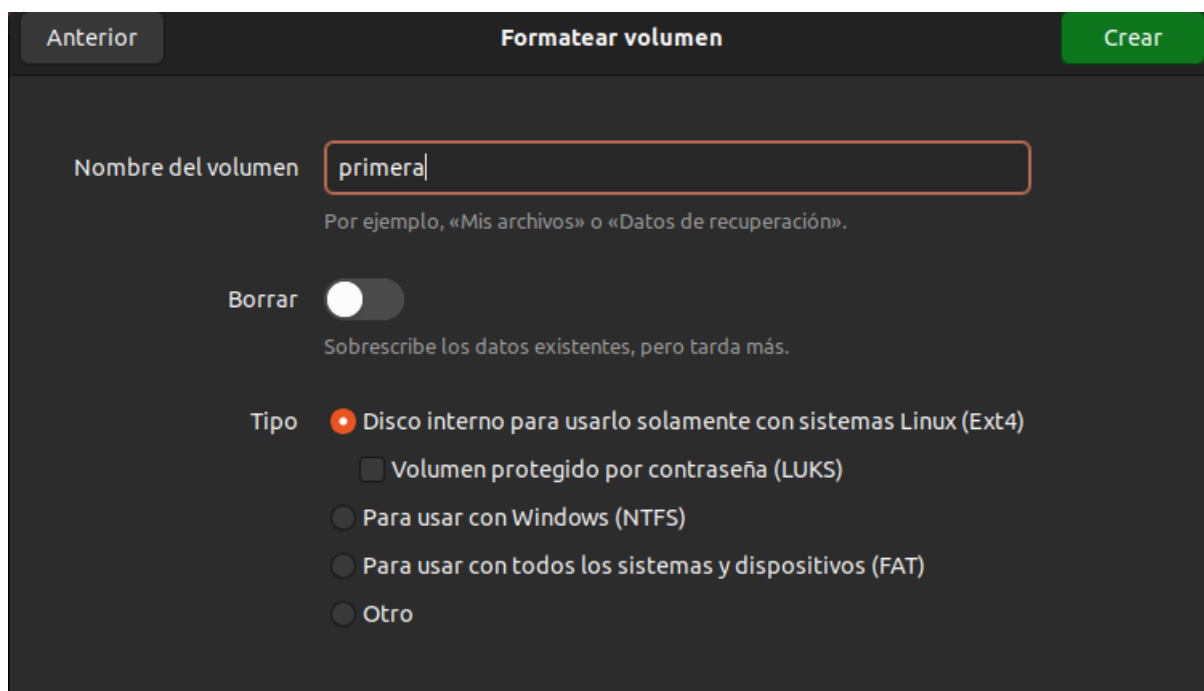 Anterior
Formatear volumen
Crear
Nombre del volumen
primera
Por ejemplo, «Mis archivos» o «Datos de recuperación».
Borrar
Sobrescribe los datos existentes, pero tarda más.
Tipo
Disco interno para usarlo solamente con sistemas Linux (Ext4)
Volumen protegido por contraseña (LUKS)
Para usar con Windows (NTFS)
Para usar con todos los sistemas y dispositivos (FAT)
Otro